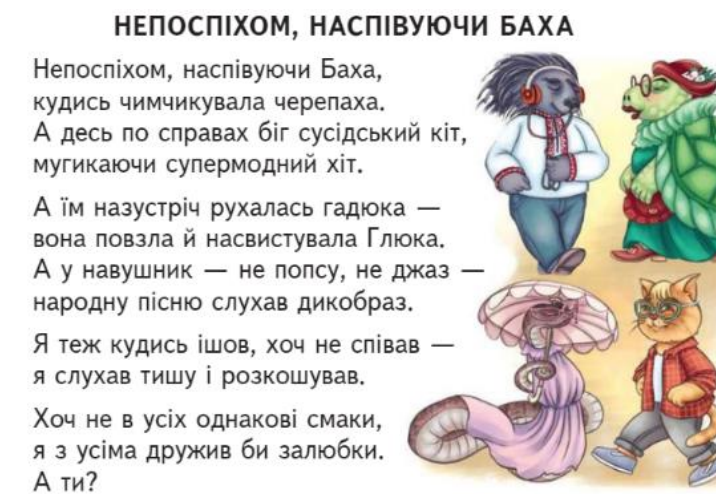 НЕПОСПІХОМ, НАСПІВУЮЧИ БАХА
Непоспіхом, наспівуючи Баха,
кудись чимчикувала черепаха.
А десь по справах біг сусідський кіт,
мугикаючи супермодний хіт.
А їм назустріч рухалась гадюка —
вона повзла й насвистувала Глюка.
А у навушник — не попсу, не джаз —
народну пісню слухав дикобраз.
Я теж кудись ішов, хоч не співав —
я слухав тишу і розкошував.
Хоч не в усіх однакові смаки,
я з усіма дружив би залюбки.
А ти?